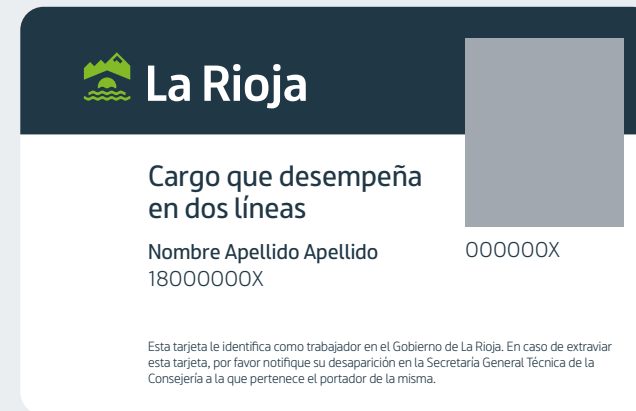 La Rioja
Cargo que desempeña
en dos líneas
Nombre Apellido Apellido
18000000X
000000X
Esta tarjeta le identifica como trabajador en el Gobierno de La Rioja. En caso de extraviar
esta tarjeta, por favor notifique su desaparición en la Secretaría General Técnica de la
Consejería a la que pertenece el portador de la misma.